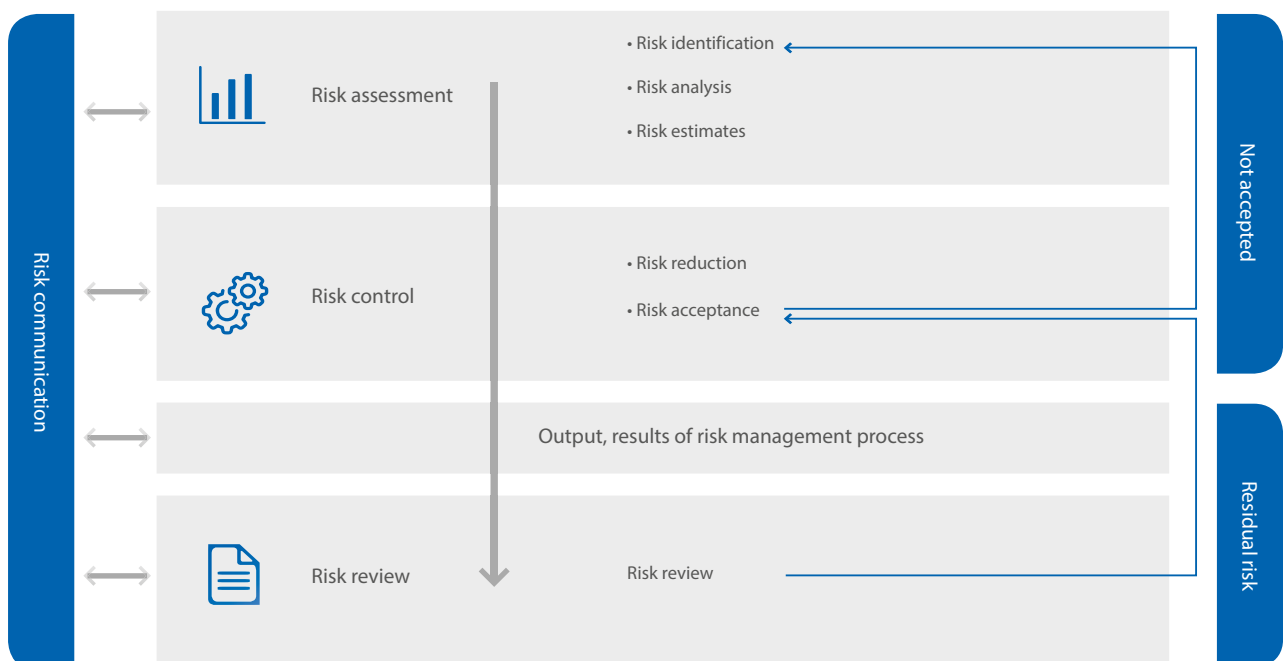 Risk communication
Risk assessment
• Risk identification
• Risk analysis
• Risk estimates
Not accepted
Risk control
• Risk reduction
• Risk acceptance
Output, results of risk management process
Risk review
Risk review
Residual risk